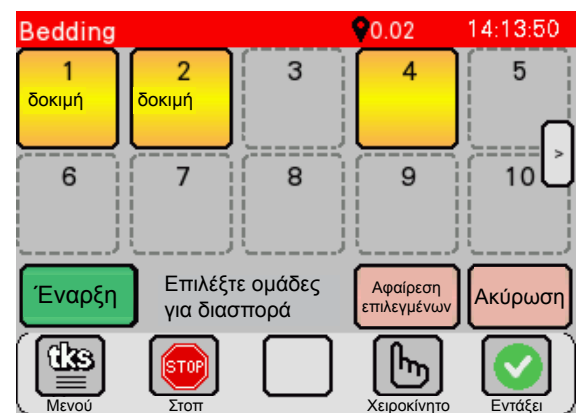 Bedding 0.02 14:13:50
1 2 3 4 5
δοκιμή δοκιμή
>
6 7 8 9 10
Έναρξη Επιλέξτε ομάδες Αφαίρεση Ακύρωση
για διασπορά επιλεγμένων
tks STOP
Μενού Στοπ Χειροκίνητο Εντάξει